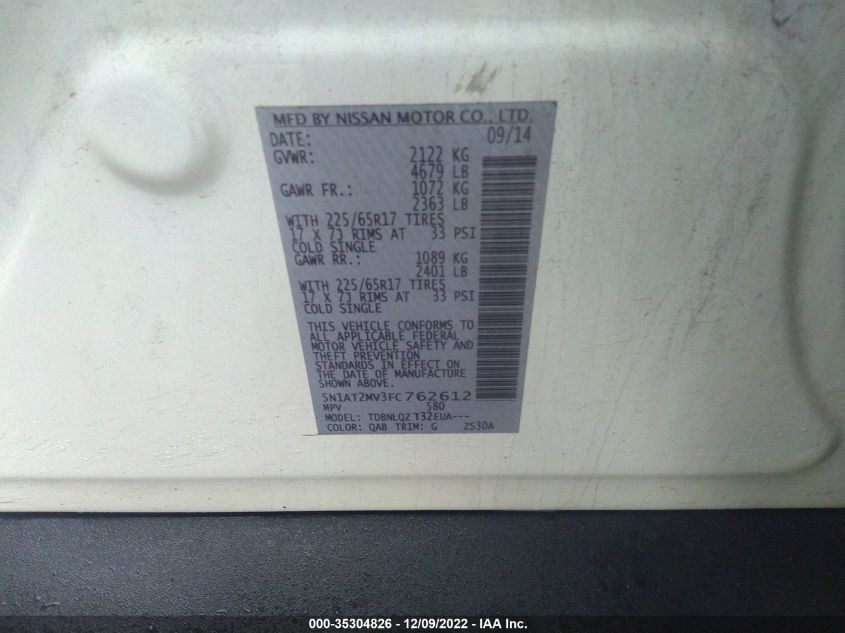 MFD BY NISSAN MOTOR CO., LTD.
DATE: 09/14
GVWR: 2122 KG
4679 LB
GAWR FR.: 1072 KG
2363 LB
WITH 225/65R17 TIRES
17 X 7J RIMS AT 33 PSI
COLD SINGLE
GAWR RR.: 1089 KG
2401 LB
WITH 225/65R17 TIRES
17 X 7J RIMS AT 33 PSI
COLD SINGLE
THIS VEHICLE CONFORMS TO
ALL APPLICABLE FEDERAL
MOTOR VEHICLE SAFETY AND
THEFT PREVENTION
STANDARDS IN EFFECT ON
THE DATE OF MANUFACTURE
SHOWN ABOVE.
5N1AT2MV3FC762612
MPV 580
MODEL: TDBNLQZ T32EUA---
COLOR: QAB TRIM: G ZS30A
000-35304826 - 12/09/2022 - IAA Inc.